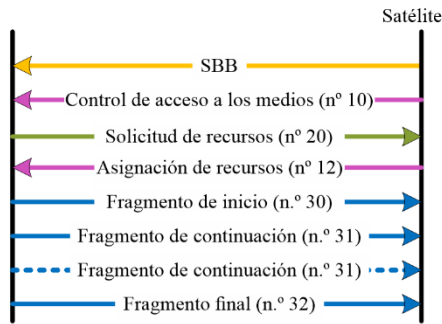 Satélite
SBB
Control de acceso a los medios (nº 10)
Solicitud de recursos (nº 20)
Asignación de recursos (nº 12)
Fragmento de inicio (n.º 30)
Fragmento de continuación (n.º 31)
Fragmento de continuación (n.º 31)
Fragmento final (n.º 32)